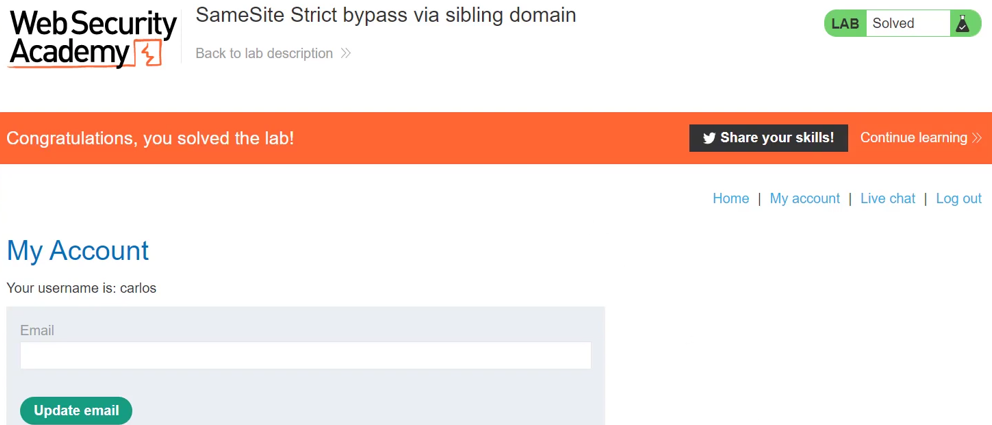 Web Security
Academy
SameSite Strict bypass via sibling domain
Back to lab description
LAB Solved
Congratulations, you solved the lab!
Share your skills! Continue learning
Home | My account | Live chat | Log out
My Account
Your username is: carlos
Email
Update email